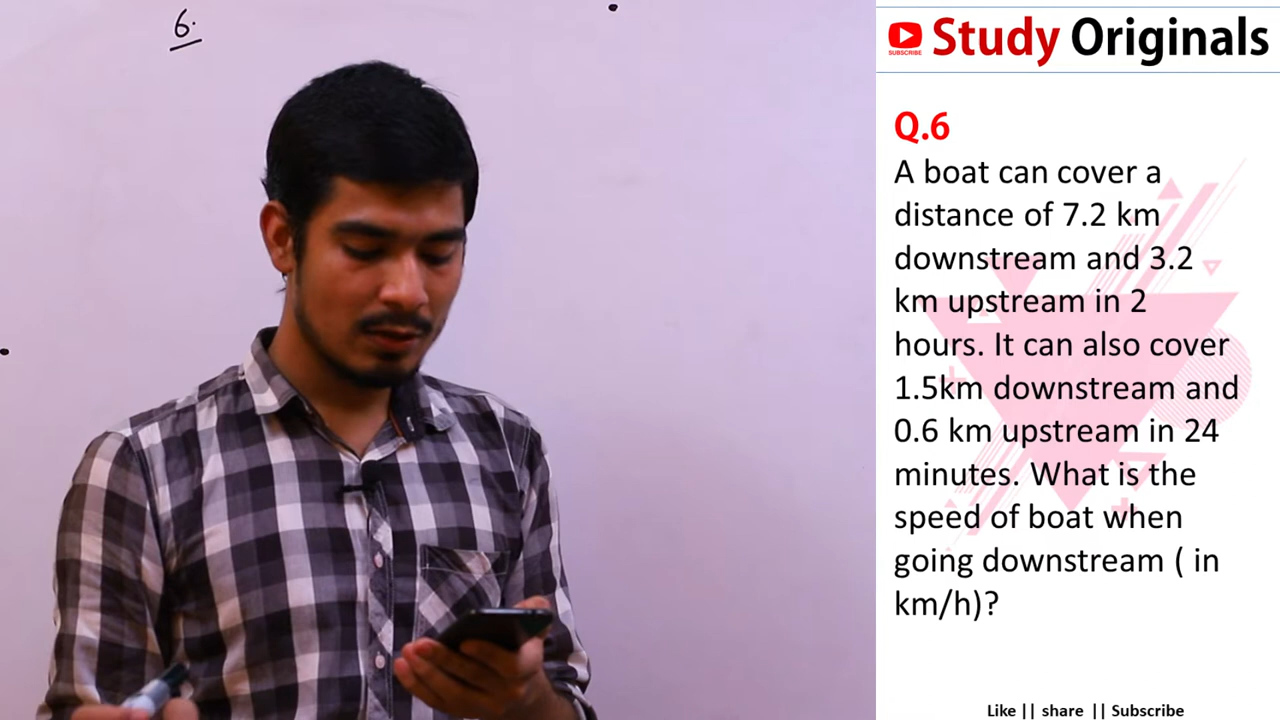 6.
SUBSCRIBE
Study Originals
Q.6
A boat can cover a
distance of 7.2 km
downstream and 3.2
km upstream in 2
hours. It can also cover
1.5km downstream and
0.6 km upstream in 24
minutes. What is the
speed of boat when
going downstream ( in
km/h)?
Like || share || Subscribe